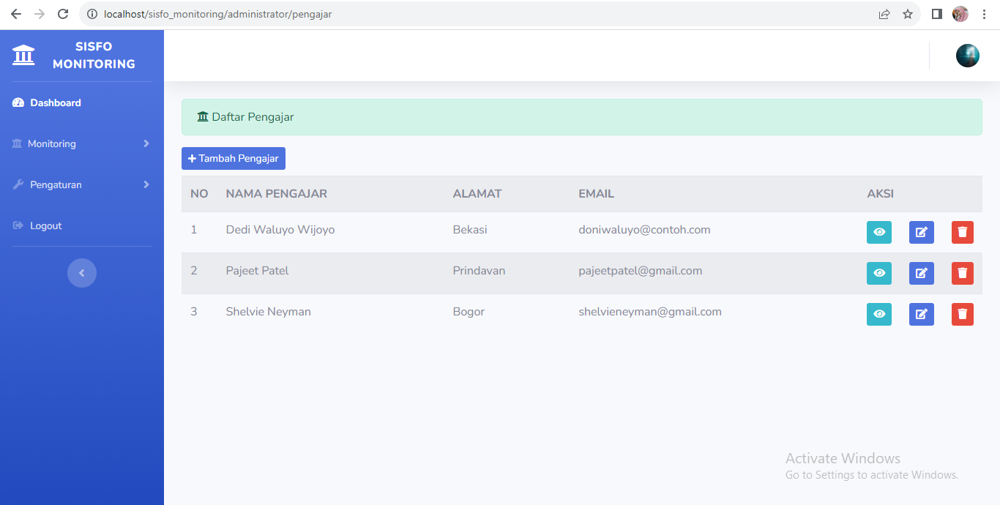 localhost/sisfo_monitoring/administrator/pengajar
SISFO
MONITORING
Dashboard
Monitoring
Pengaturan
Logout
Daftar Pengajar
Tambah Pengajar
NO NAMA PENGAJAR ALAMAT EMAIL AKSI
1 Dedi Waluyo Wijoyo Bekasi doniwaluyo@contoh.com
2 Pajeet Patel Prindavan pajeetpatel@gmail.com
3 Shelvie Neyman Bogor shelvieneyman@gmail.com
Activate Windows
Go to Settings to activate Windows.